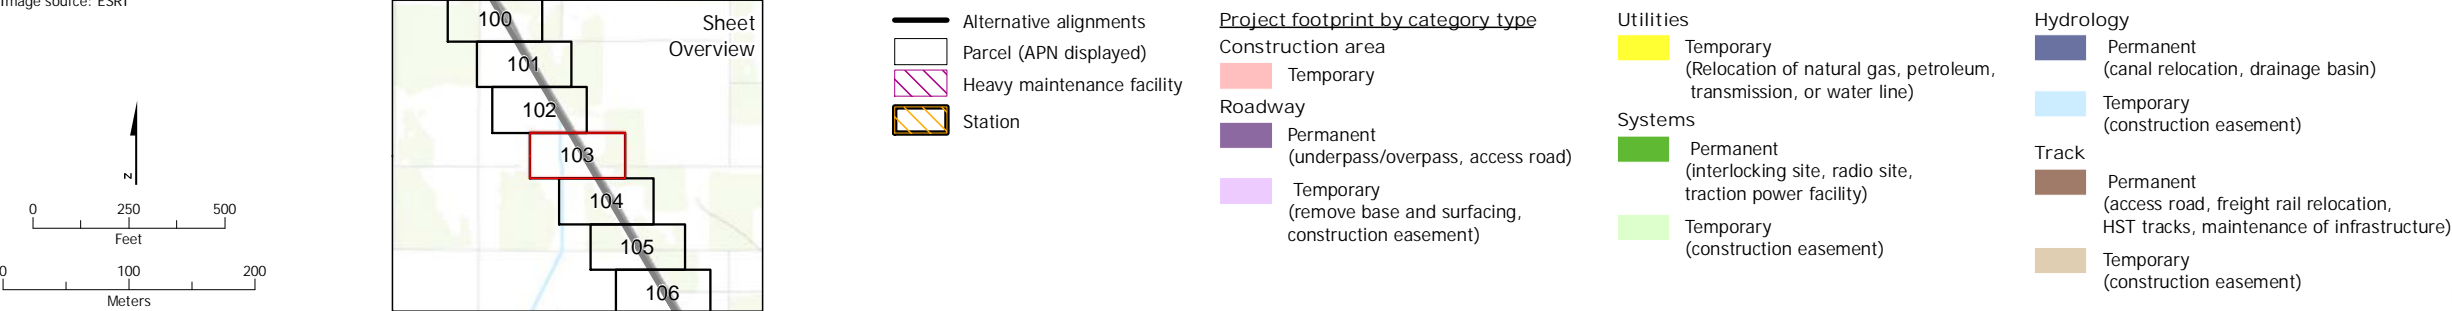 Image source: ESRI
N
0 250 500
Feet
0 100 200
Meters
Sheet
Overview
100
101
102
103
104
105
106
Alternative alignments
Parcel (APN displayed)
Heavy maintenance facility
Station
Project footprint by category type
Construction area
Temporary
Roadway
Permanent
(underpass/overpass, access road)
Temporary
(remove base and surfacing,
construction easement)
Utilities
Temporary
(Relocation of natural gas, petroleum,
transmission, or water line)
Systems
Permanent
(interlocking site, radio site,
traction power facility)
Temporary
(construction easement)
Hydrology
Permanent
(canal relocation, drainage basin)
Temporary
(construction easement)
Track
Permanent
(access road, freight rail relocation,
HST tracks, maintenance of infrastructure)
Temporary
(construction easement)